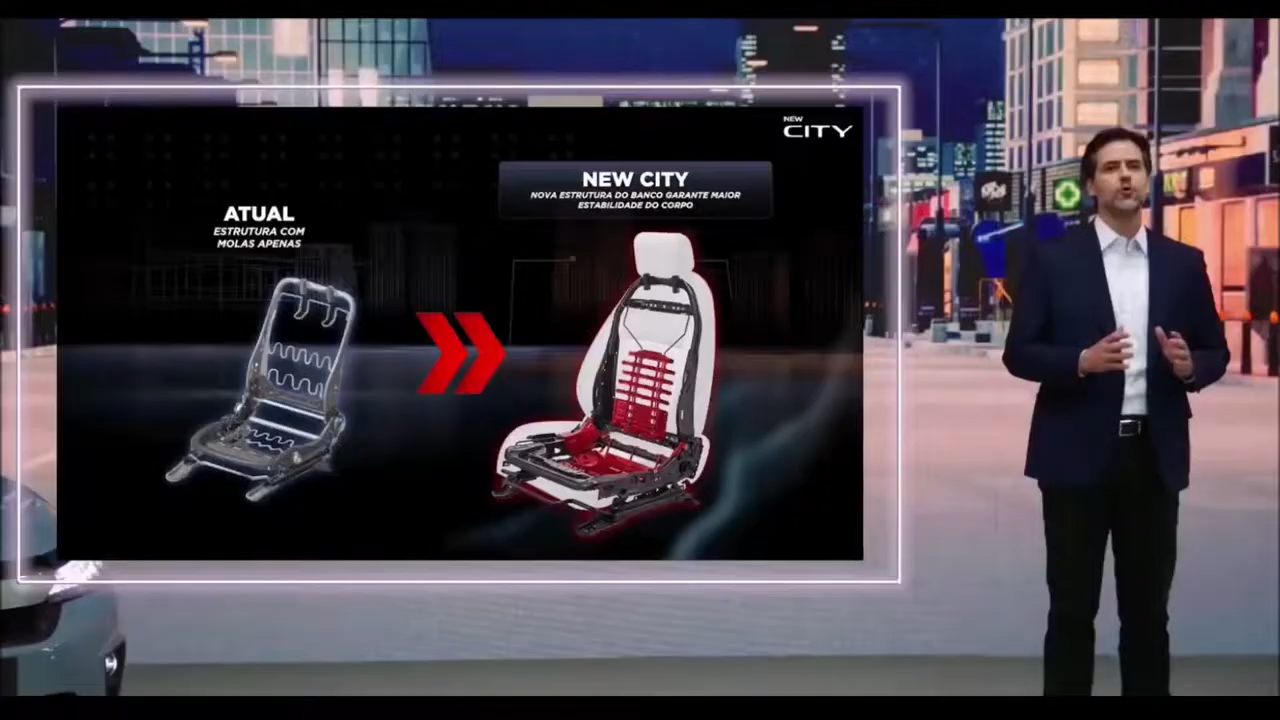 NEW
CITY
NEW CITY
NOVA ESTRUTURA DO BANCO GARANTE MAIOR
ESTABILIDADE DO CORPO
ATUAL
ESTRUTURA COM
MOLAS APENAS